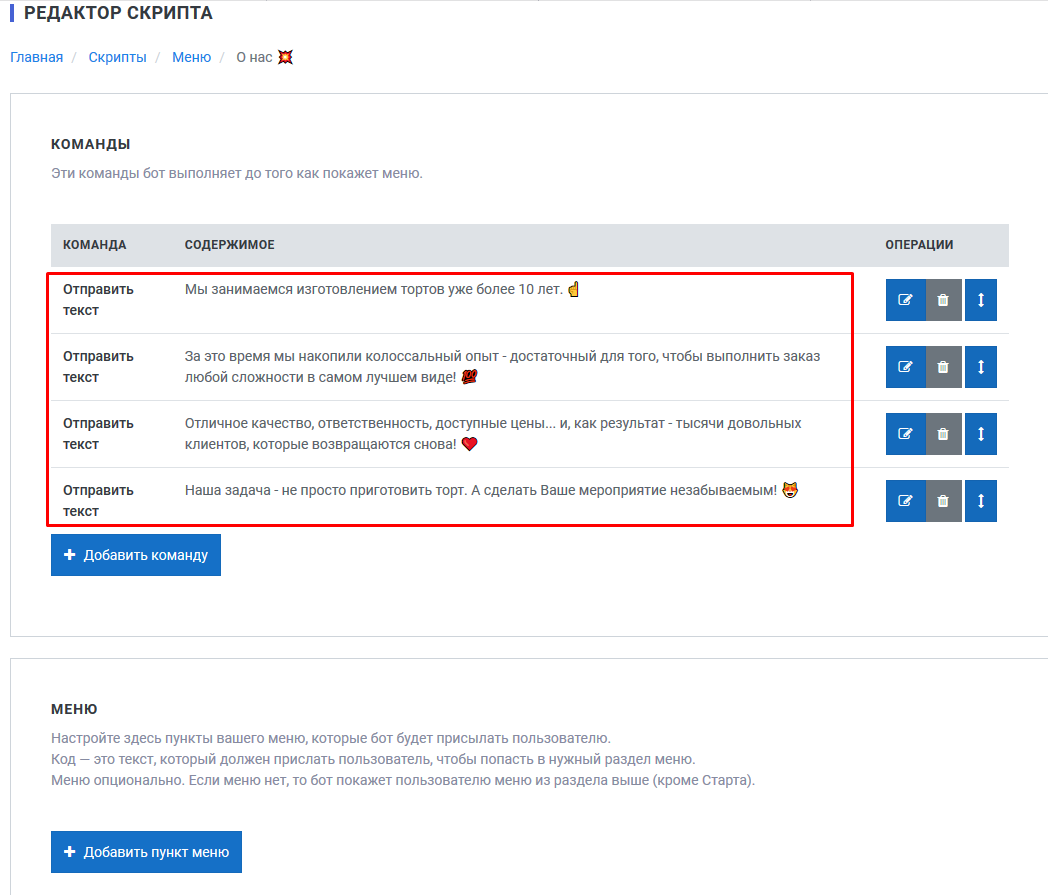 РЕДАКТОР СКРИПТА
Главная / Скрипты / Меню / О нас 💥
КОМАНДЫ
Эти команды бот выполняет до того как покажет меню.
КОМАНДА СОДЕРЖИМОЕ ОПЕРАЦИИ
Отправить Мы занимаемся изготовлением тортов уже более 10 лет. ☝
текст
Отправить За это время мы накопили колоссальный опыт - достаточный для того, чтобы выполнить заказ
текст любой сложности в самом лучшем виде! 💯
Отправить Отличное качество, ответственность, доступные цены... и, как результат - тысячи довольных
текст клиентов, которые возвращаются снова! ❤
Отправить Наша задача - не просто приготовить торт. А сделать Ваше мероприятие незабываемым! 😻
текст
+ Добавить команду
МЕНЮ
Настройте здесь пункты вашего меню, которые бот будет присылать пользователю.
Код — это текст, который должен прислать пользователь, чтобы попасть в нужный раздел меню.
Меню опционально. Если меню нет, то бот покажет пользователю меню из раздела выше (кроме Старта).
+ Добавить пункт меню